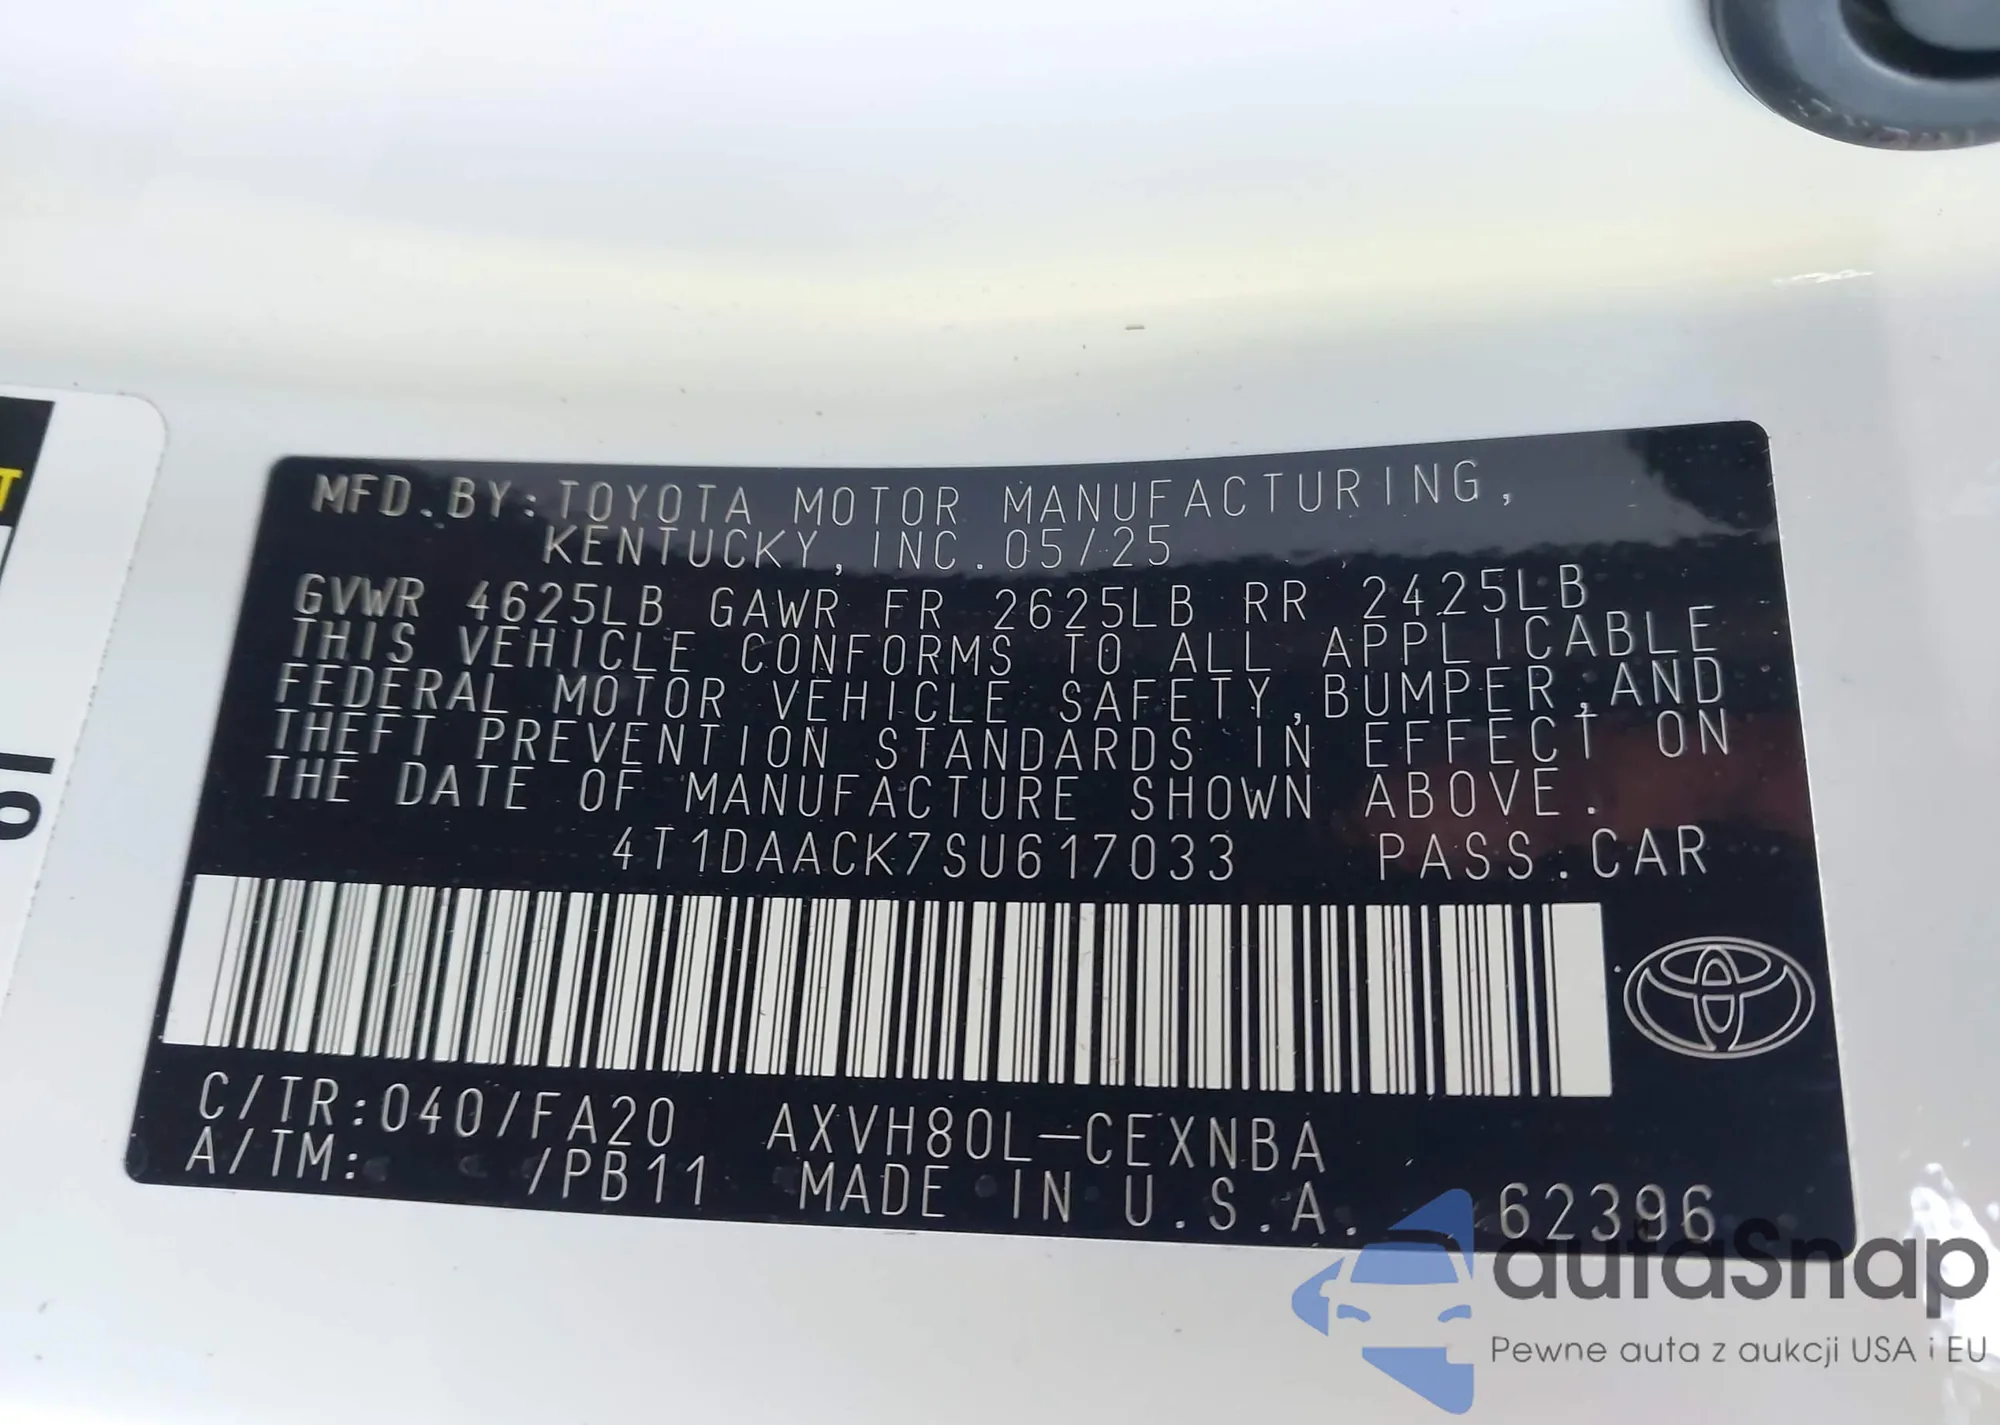 T
61
MFD.BY:TOYOTA MOTOR MANUFACTURING,
KENTUCKY,INC.05/25
GVWR 4625LB GAWR FR 2625LB RR 2425LB
THIS VEHICLE CONFORMS TO ALL APPLICABLE
FEDERAL MOTOR VEHICLE SAFETY,BUMPER,AND
THEFT PREVENTION STANDARDS IN EFFECT ON
THE DATE OF MANUFACTURE SHOWN ABOVE.
4T1DAACK7SU617033 PASS.CAR
C/TR:040/FA20 AXVH80L-CEXNBA
A/TM: /PB11 MADE IN U.S.A. 62396
autaSnap
Pewne auta z aukcji USA i EU